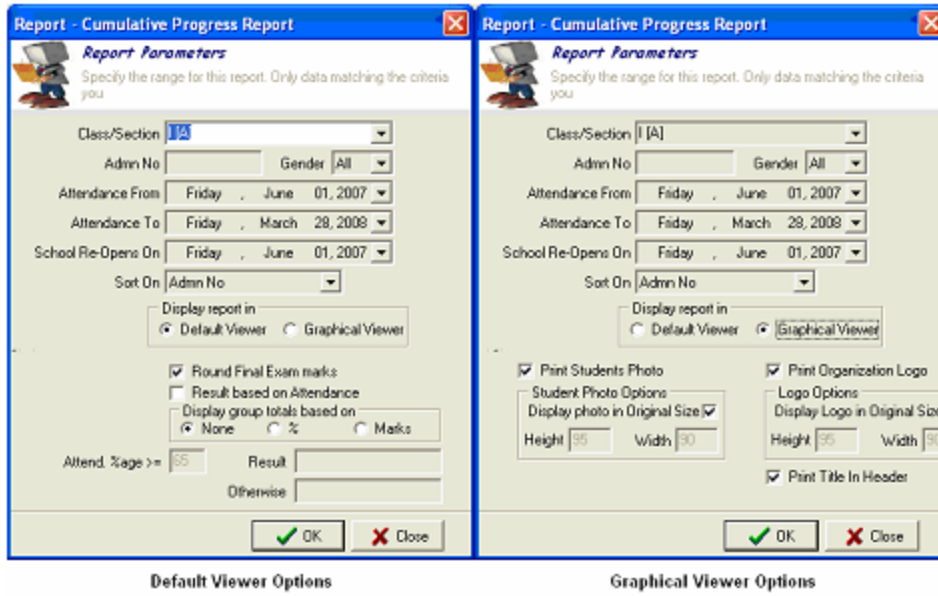 Report - Cumulative Progress Report
Report Parameters
Specify the range for this report. Only data matching the criteria
you
Class/Section I [A]
Admn No Gender All
Attendance From Friday , June 01, 2007
Attendance To Friday , March 28, 2008
School Re-Opens On Friday , June 01, 2007
Sort On Admn No
Display report in
Default Viewer Graphical Viewer
Round Final Exam marks
Result based on Attendance
Display group totals based on
None % Marks
Attend. %age >= 65 Result
Otherwise
OK Close
Default Viewer Options
Report - Cumulative Progress Report
Report Parameters
Specify the range for this report. Only data matching the criteria
you
Class/Section I [A]
Admn No Gender All
Attendance From Friday , June 01, 2007
Attendance To Friday , March 28, 2008
School Re-Opens On Friday , June 01, 2007
Sort On Admn No
Display report in
Default Viewer Graphical Viewer
Print Students Photo Print Organization Logo
Student Photo Options Logo Options
Display photo in Original Size Display Logo in Original Size
Height 95 Width 90 Height 95 Width 90
Print Title In Header
OK Close
Graphical Viewer Options